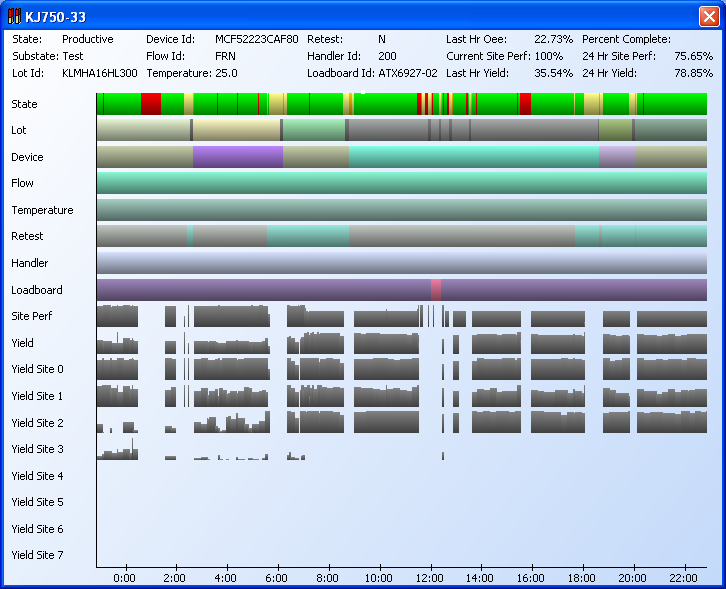 KJ750-33
State: Productive Device Id: MCF52223CAF80 Retest: N Last Hr Oee: 22.73% Percent Complete:
Substate: Test Flow Id: FRN Handler Id: 200 Current Site Perf: 100% 24 Hr Site Perf: 75.65%
Lot Id: KLMHA16HL300 Temperature: 25.0 Loadboard Id: ATX6927-02 Last Hr Yield: 35.54% 24 Hr Yield: 78.85%
State
Lot
Device
Flow
Temperature
Retest
Handler
Loadboard
Site Perf
Yield
Yield Site 0
Yield Site 1
Yield Site 2
Yield Site 3
Yield Site 4
Yield Site 5
Yield Site 6
Yield Site 7
0:00 2:00 4:00 6:00 8:00 10:00 12:00 14:00 16:00 18:00 20:00 22:00